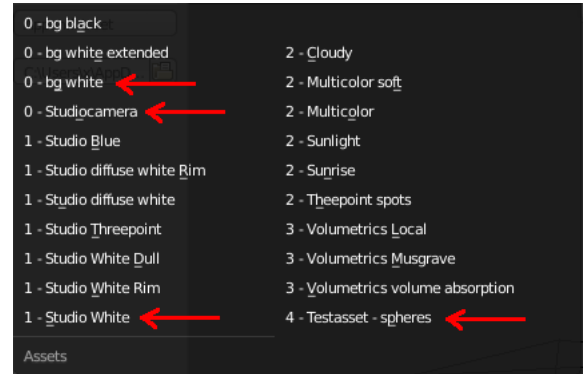 0 - bg black
0 - bg white extended
0 - bg white
0 - Studiocamera
1 - Studio Blue
1 - Studio diffuse white Rim
1 - Studio diffuse white
1 - Studio Threepoint
1 - Studio White Dull
1 - Studio White Rim
1 - Studio White
Assets
2 - Cloudy
2 - Multicolor soft
2 - Multicolor
2 - Sunlight
2 - Sunrise
2 - Theepoint spots
3 - Volumetrics Local
3 - Volumetrics Musgrave
3 - Volumetrics volume absorption
4 - Testasset - spheres